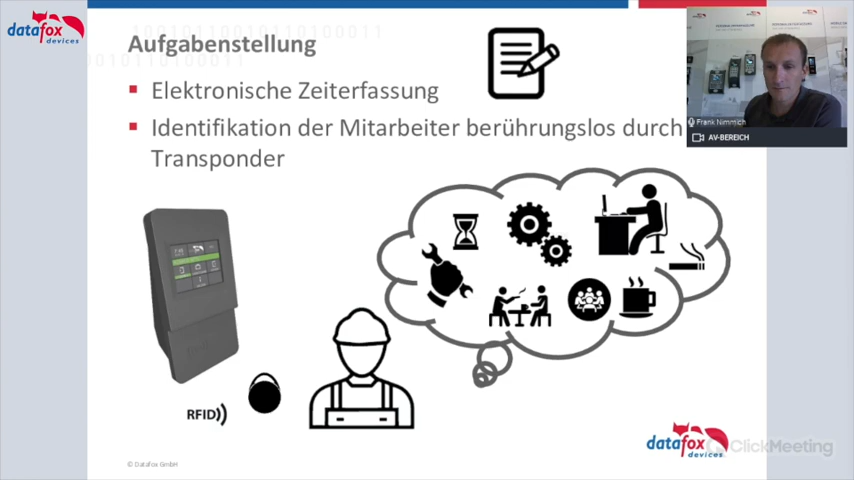 datafox
devices
Aufgabenstellung
Elektronische Zeiterfassung
Identifikation der Mitarbeiter berührungslos durch
Transponder
Frank Nimmich
AV-BEREICH
RFID
datafox
devices
ClickMeeting
© Datafox GmbH